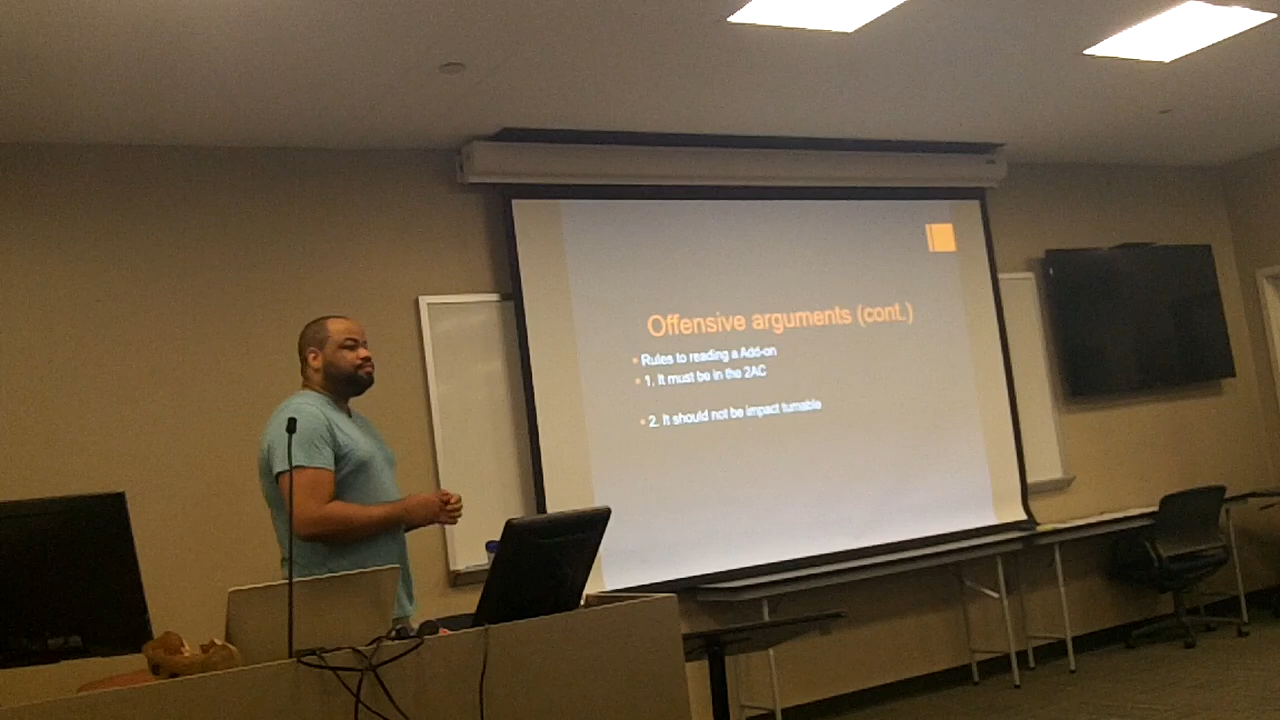 Offensive arguments (cont.)
• Rules to reading a Add-on
• 1. It must be in the 2AC
• 2. It should not be impact turnable